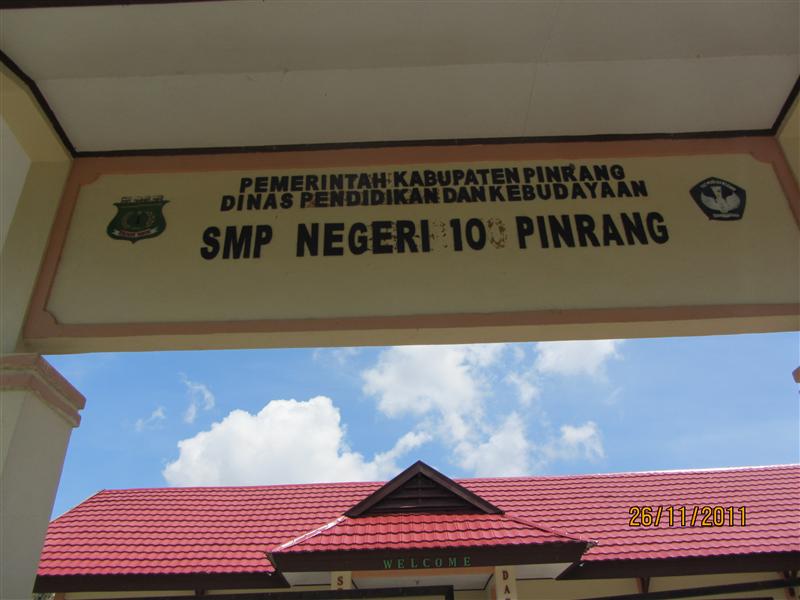 PEMERINTAH KABUPATEN PINRANG
DINAS PENDIDIKAN DAN KEBUDAYAAN
SMP NEGERI 10 PINRANG
WELCOME
26/11/2011